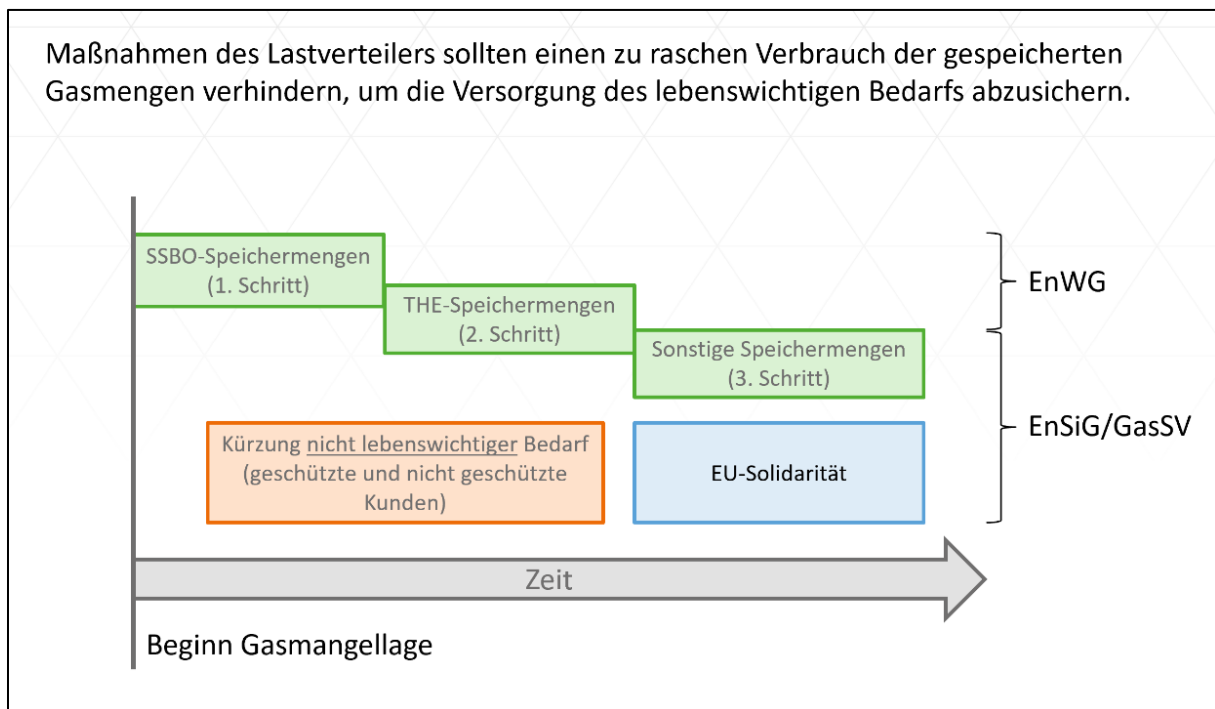 Maßnahmen des Lastverteilers sollten einen zu raschen Verbrauch der gespeicherten
Gasmengen verhindern, um die Versorgung des lebenswichtigen Bedarfs abzusichern.
SSBO-Speichermengen
(1. Schritt)
THE-Speichermengen
(2. Schritt)
Sonstige Speichermengen
(3. Schritt)
EnWG
Kürzung nicht lebenswichtiger Bedarf
(geschützte und nicht geschützte
Kunden)
EU-Solidarität
EnSiG/GasSV
Zeit
Beginn Gasmangellage